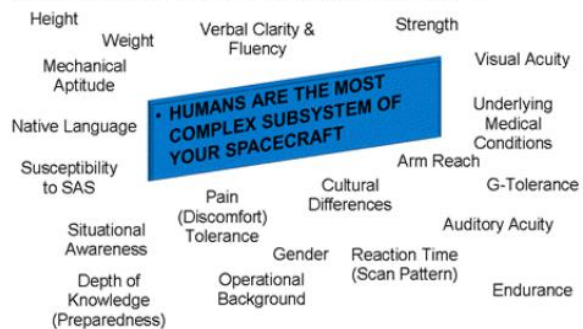 Height
Weight
Verbal Clarity &
Fluency
Strength
Mechanical
Aptitude
Visual Acuity
• HUMANS ARE THE MOST
COMPLEX SUBSYSTEM OF
YOUR SPACECRAFT
Native Language
Underlying
Medical
Conditions
Susceptibility
to SAS
Arm Reach
G-Tolerance
Pain
(Discomfort)
Tolerance
Cultural
Differences
Situational
Awareness
Auditory Acuity
Gender
Reaction Time
(Scan Pattern)
Depth of
Knowledge
(Preparedness)
Operational
Background
Endurance